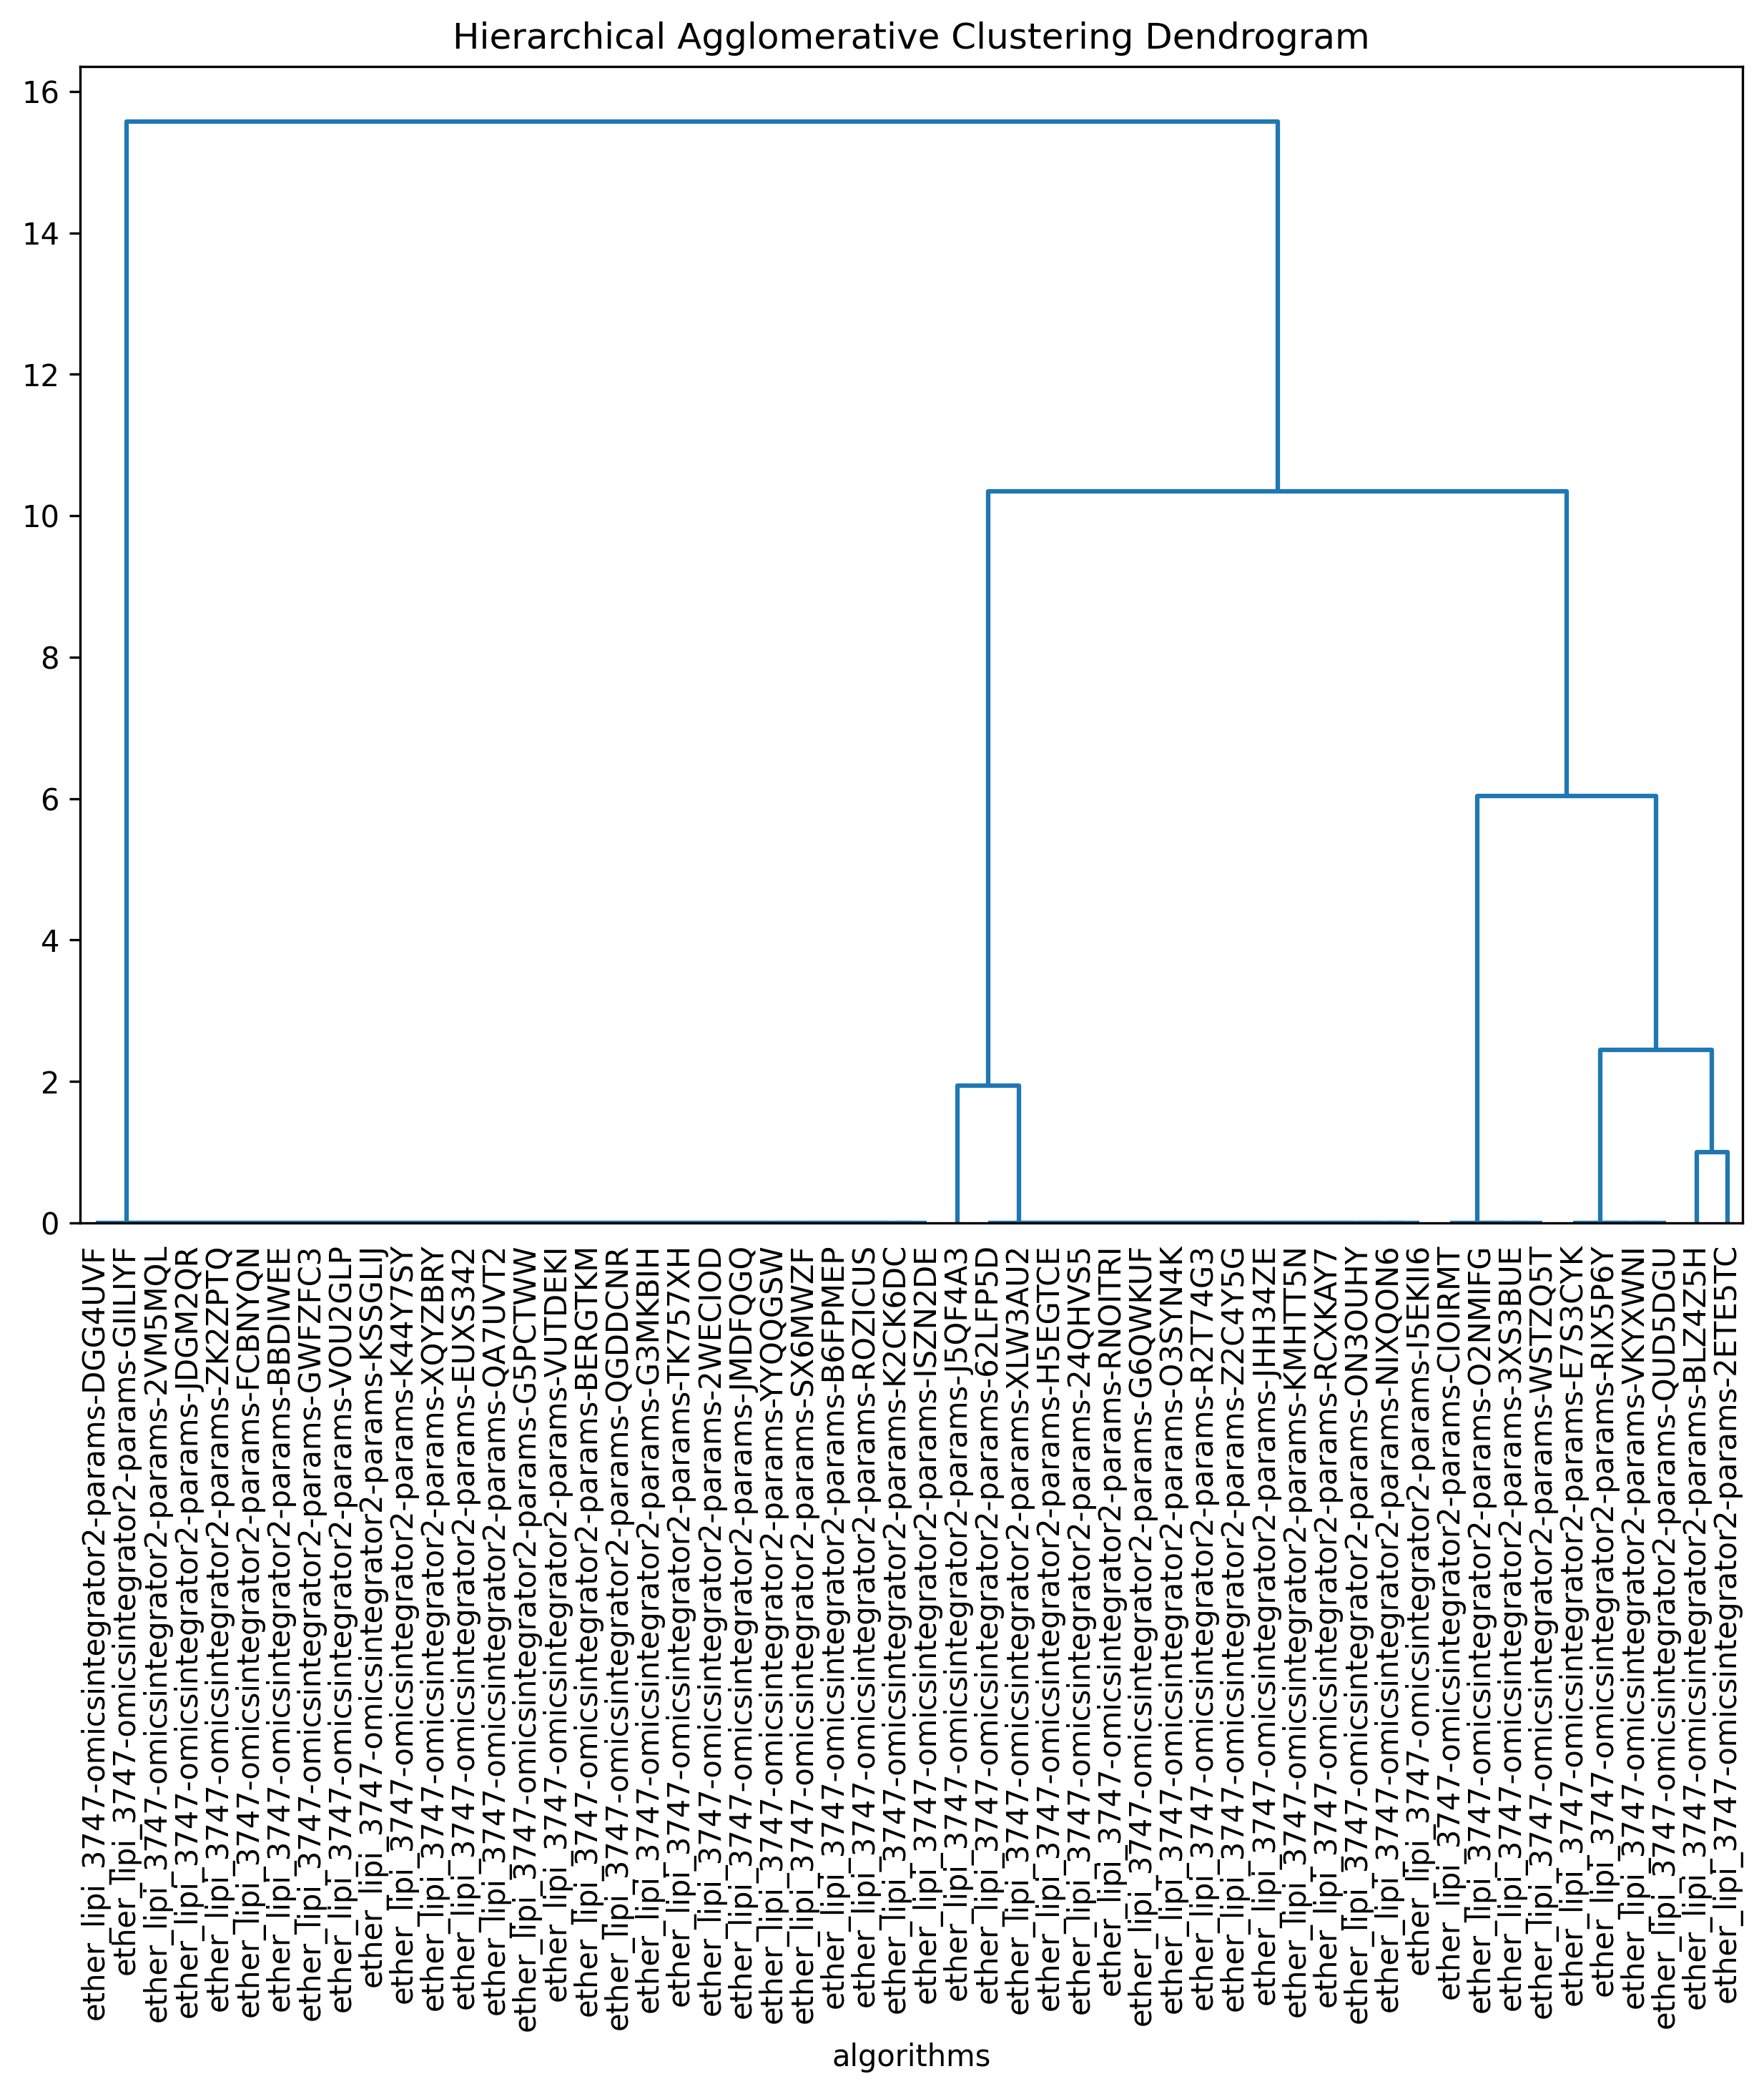 Hierarchical Agglomerative Clustering Dendrogram
16
14
12
10
8
6
4
2
0
ether_lipi_3747-omicsintegrator2-params-DGG4UVF
ether_lipi_3747-omicsintegrator2-params-GIILIYF
ether_lipi_3747-omicsintegrator2-params-2VM5MQL
ether_lipi_3747-omicsintegrator2-params-JDGM2QR
ether_lipi_3747-omicsintegrator2-params-ZK2ZPTQ
ether_lipi_3747-omicsintegrator2-params-FCBNYQN
ether_lipi_3747-omicsintegrator2-params-BBDIWEE
ether_lipi_3747-omicsintegrator2-params-GWFZFC3
ether_lipi_3747-omicsintegrator2-params-VOU2GLP
ether_lipi_3747-omicsintegrator2-params-KSSGLIJ
ether_lipi_3747-omicsintegrator2-params-K44Y7SY
ether_lipi_3747-omicsintegrator2-params-XQYZBRY
ether_lipi_3747-omicsintegrator2-params-EUXS342
ether_lipi_3747-omicsintegrator2-params-QA7UVT2
ether_lipi_3747-omicsintegrator2-params-G5PCTWW
ether_lipi_3747-omicsintegrator2-params-VUTDEKI
ether_lipi_3747-omicsintegrator2-params-BERGTKM
ether_lipi_3747-omicsintegrator2-params-QGDDCNR
ether_lipi_3747-omicsintegrator2-params-G3MKBIH
ether_lipi_3747-omicsintegrator2-params-TK757XH
ether_lipi_3747-omicsintegrator2-params-2WECIOD
ether_lipi_3747-omicsintegrator2-params-JMDFQGQ
ether_lipi_3747-omicsintegrator2-params-YYQQGSW
ether_lipi_3747-omicsintegrator2-params-SX6MWZF
ether_lipi_3747-omicsintegrator2-params-B6FPMEP
ether_lipi_3747-omicsintegrator2-params-ROZICUS
ether_lipi_3747-omicsintegrator2-params-K2CK6DC
ether_lipi_3747-omicsintegrator2-params-ISZN2DE
ether_lipi_3747-omicsintegrator2-params-J5QF4A3
ether_lipi_3747-omicsintegrator2-params-62LFP5D
ether_lipi_3747-omicsintegrator2-params-XLW3AU2
ether_lipi_3747-omicsintegrator2-params-H5EGTCE
ether_lipi_3747-omicsintegrator2-params-24QHVS5
ether_lipi_3747-omicsintegrator2-params-RNOITRI
ether_lipi_3747-omicsintegrator2-params-G6QWKUF
ether_lipi_3747-omicsintegrator2-params-O3SYN4K
ether_lipi_3747-omicsintegrator2-params-R2T74G3
ether_lipi_3747-omicsintegrator2-params-Z2C4Y5G
ether_lipi_3747-omicsintegrator2-params-JHH34ZE
ether_lipi_3747-omicsintegrator2-params-KMHTT5N
ether_lipi_3747-omicsintegrator2-params-RCXKAY7
ether_lipi_3747-omicsintegrator2-params-ON3OUHY
ether_lipi_3747-omicsintegrator2-params-NIXQON6
ether_lipi_3747-omicsintegrator2-params-I5EKII6
ether_lipi_3747-omicsintegrator2-params-CIOIRMT
ether_lipi_3747-omicsintegrator2-params-O2NMIFG
ether_lipi_3747-omicsintegrator2-params-3XS3BUE
ether_lipi_3747-omicsintegrator2-params-WSTZQ5T
ether_lipi_3747-omicsintegrator2-params-E7S3CYK
ether_lipi_3747-omicsintegrator2-params-RIX5P6Y
ether_lipi_3747-omicsintegrator2-params-VKYXWNI
ether_lipi_3747-omicsintegrator2-params-QUD5DGU
ether_lipi_3747-omicsintegrator2-params-BLZ4Z5H
ether_lipi_3747-omicsintegrator2-params-2ETE5TC
algorithms